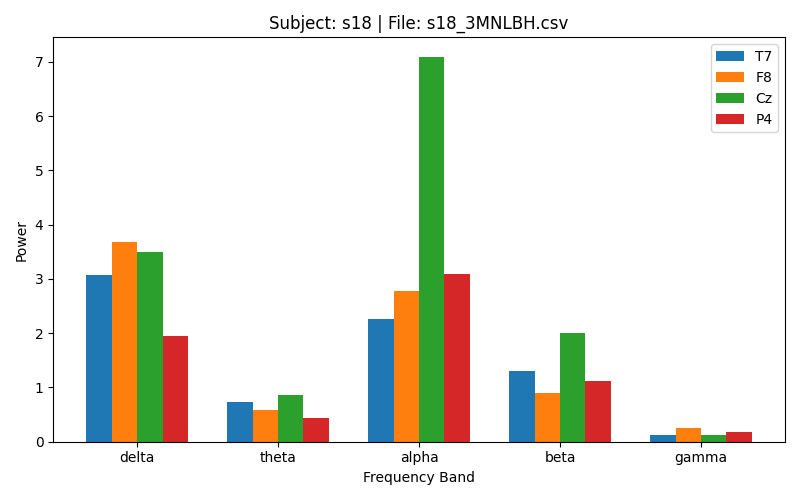 Subject: s18 | File: s18_3MNLBH.csv
7
6
5
4
3
2
1
0
Power
T7
F8
Cz
P4
delta
theta
alpha
beta
gamma
Frequency Band